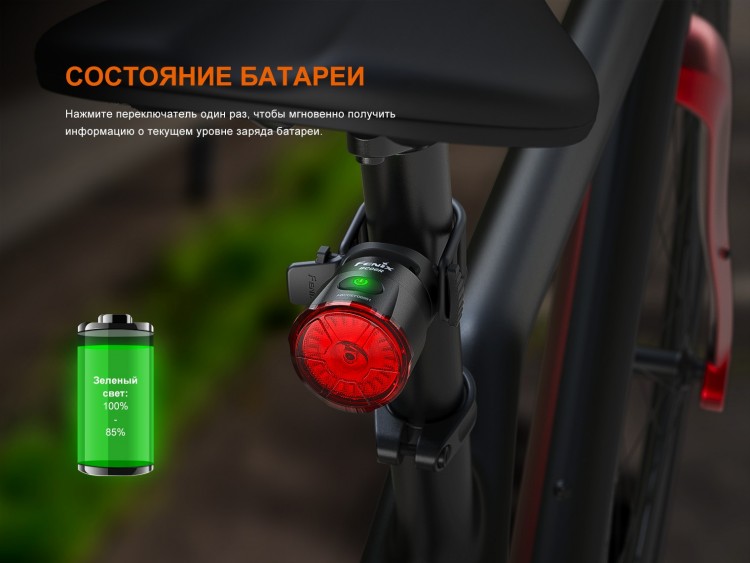 СОСТОЯНИЕ БАТАРЕИ
Нажмите переключатель один раз, чтобы мгновенно получить
информацию о текущем уровне заряда батареи.
FENIX
BC06R
Зеленый
свет:
100%
-
85%